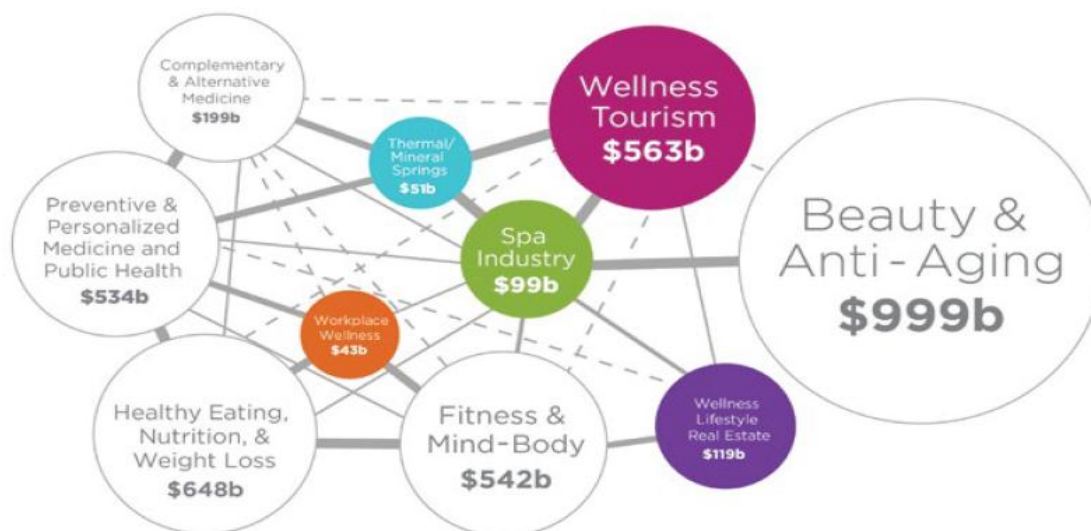 Complementary
& Alternative
Medicine
$199b
Wellness
Tourism
$563b
Thermal/
Mineral
Springs
$51b
Beauty &
Anti-Aging
$999b
Preventive &
Personalized
Medicine and
Public Health
$534b
Spa
Industry
$99b
Workplace
Wellness
$43b
Healthy Eating,
Nutrition, &
Weight Loss
$648b
Fitness &
Mind-Body
$542b
Wellness
Lifestyle
Real Estate
$119b